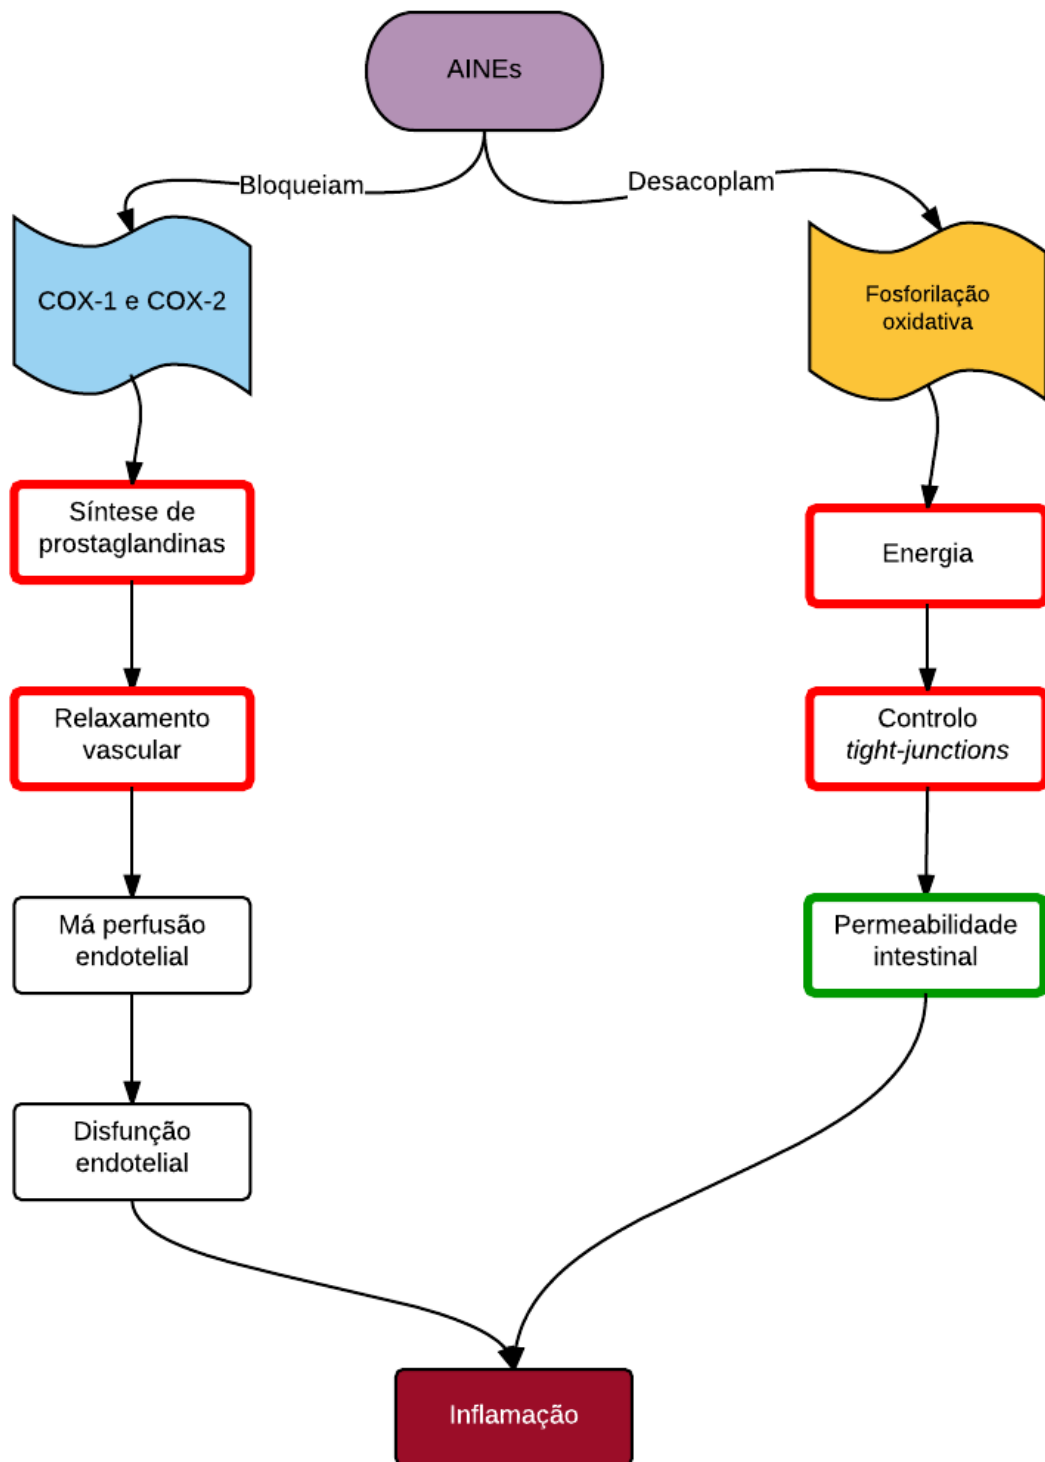 AINEs
Bloqueiam
Desacoplam
COX-1 e COX-2
Fosforilação
oxidativa
Síntese de
prostaglandinas
Energia
Relaxamento
vascular
Controlo
tight-junctions
Má perfusão
endotelial
Permeabilidade
intestinal
Disfunção
endotelial
Inflamação